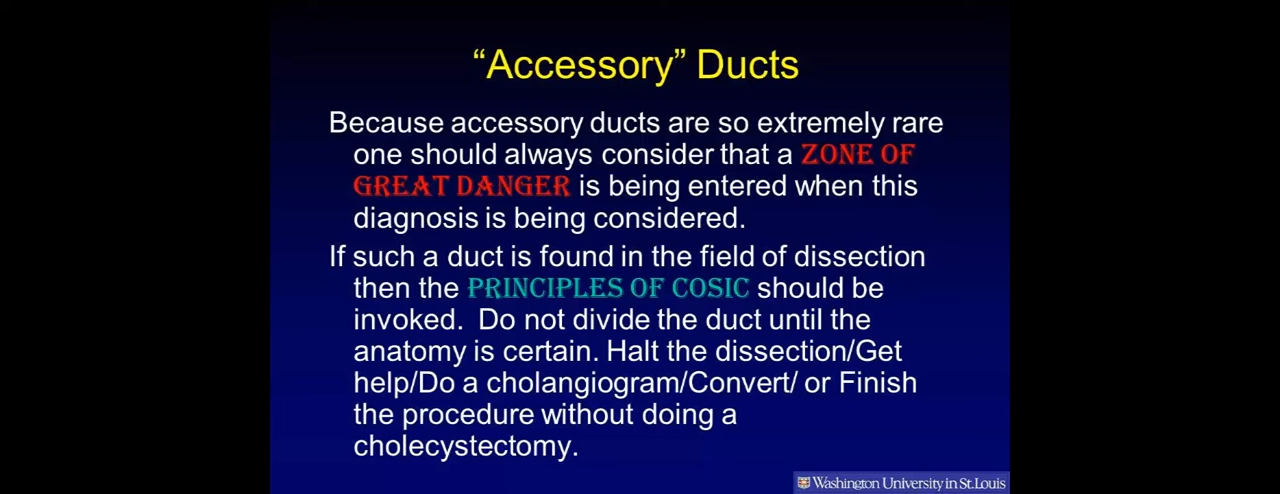 “Accessory” Ducts
Because accessory ducts are so extremely rare
one should always consider that a ZONE OF
GREAT DANGER is being entered when this
diagnosis is being considered.
If such a duct is found in the field of dissection
then the PRINCIPLES OF COSIC should be
invoked.  Do not divide the duct until the
anatomy is certain. Halt the dissection/Get
help/Do a cholangiogram/Convert/ or Finish
the procedure without doing a
cholecystectomy.
Washington University in St. Louis